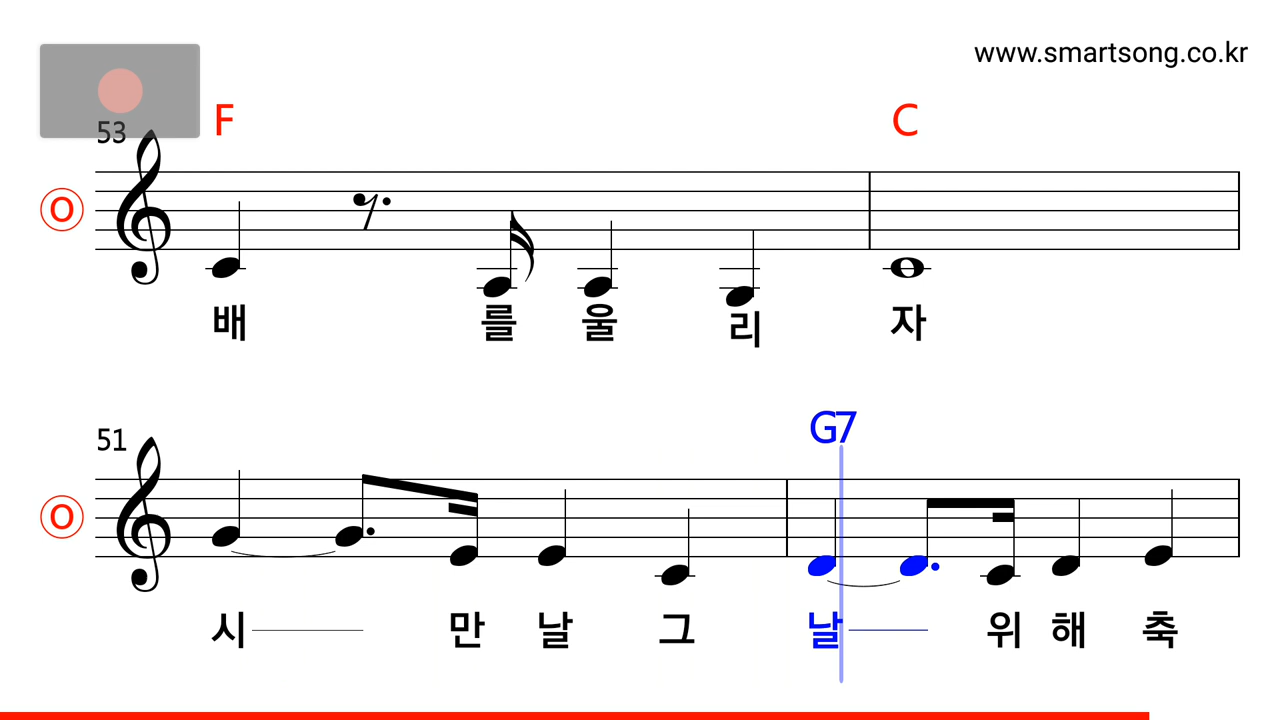 www.smartsong.co.kr
53 F C
O
배 를 울 리 자
51 G7
O
시 만 날 그 날 위 해 축